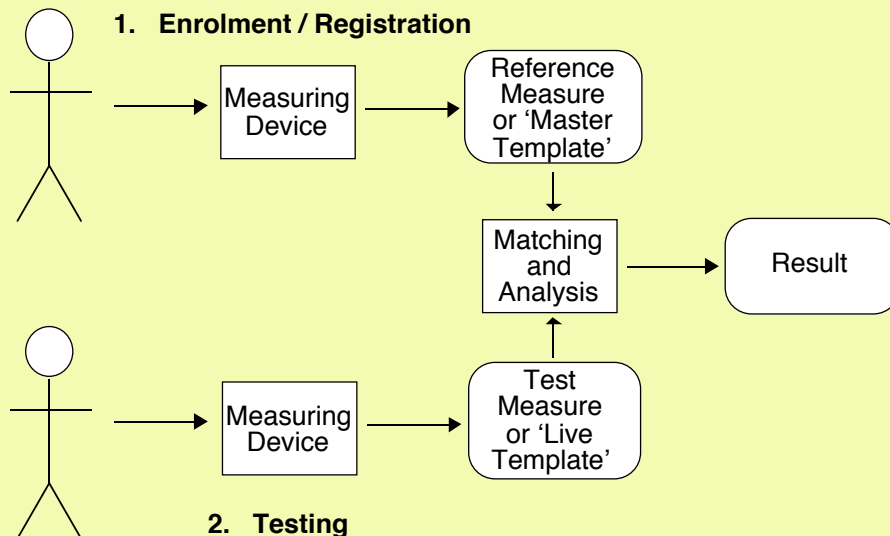 1. Enrolment / Registration
Measuring
Device
Reference
Measure
or ‘Master
Template’
Matching
and
Analysis
Result
Measuring
Device
Test
Measure
or ‘Live
Template’
2. Testing